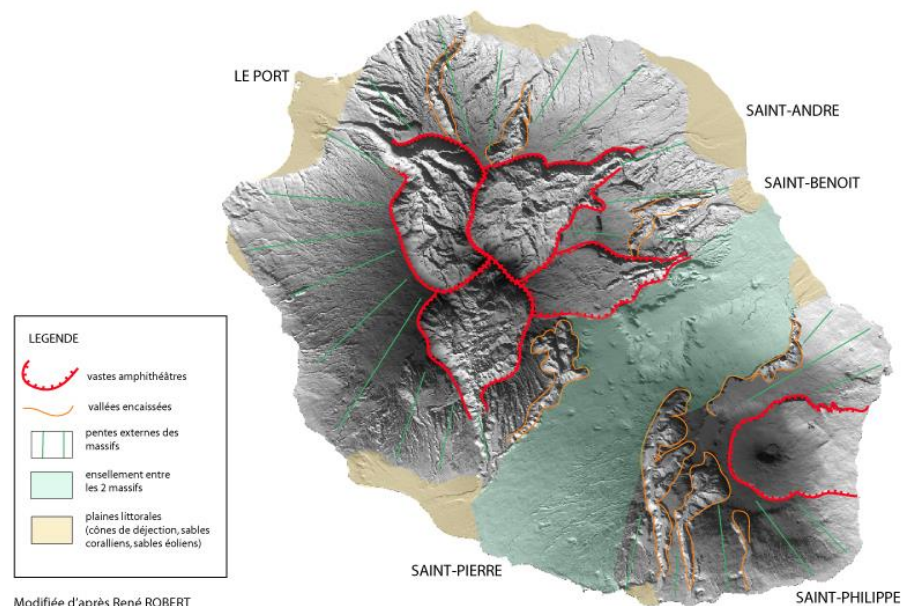 LE PORT
SAINT-ANDRE
SAINT-BENOIT
LEGENDE
vastes amphithéâtres
vallées encaissées
pentes externes des
massifs
ensellement entre
les 2 massifs
plaines littorales
(cônes de déjection, sables
coralliens, sables éoliens)
SAINT-PIERRE
SAINT-PHILIPPE
Modifiée d'après René ROBERT